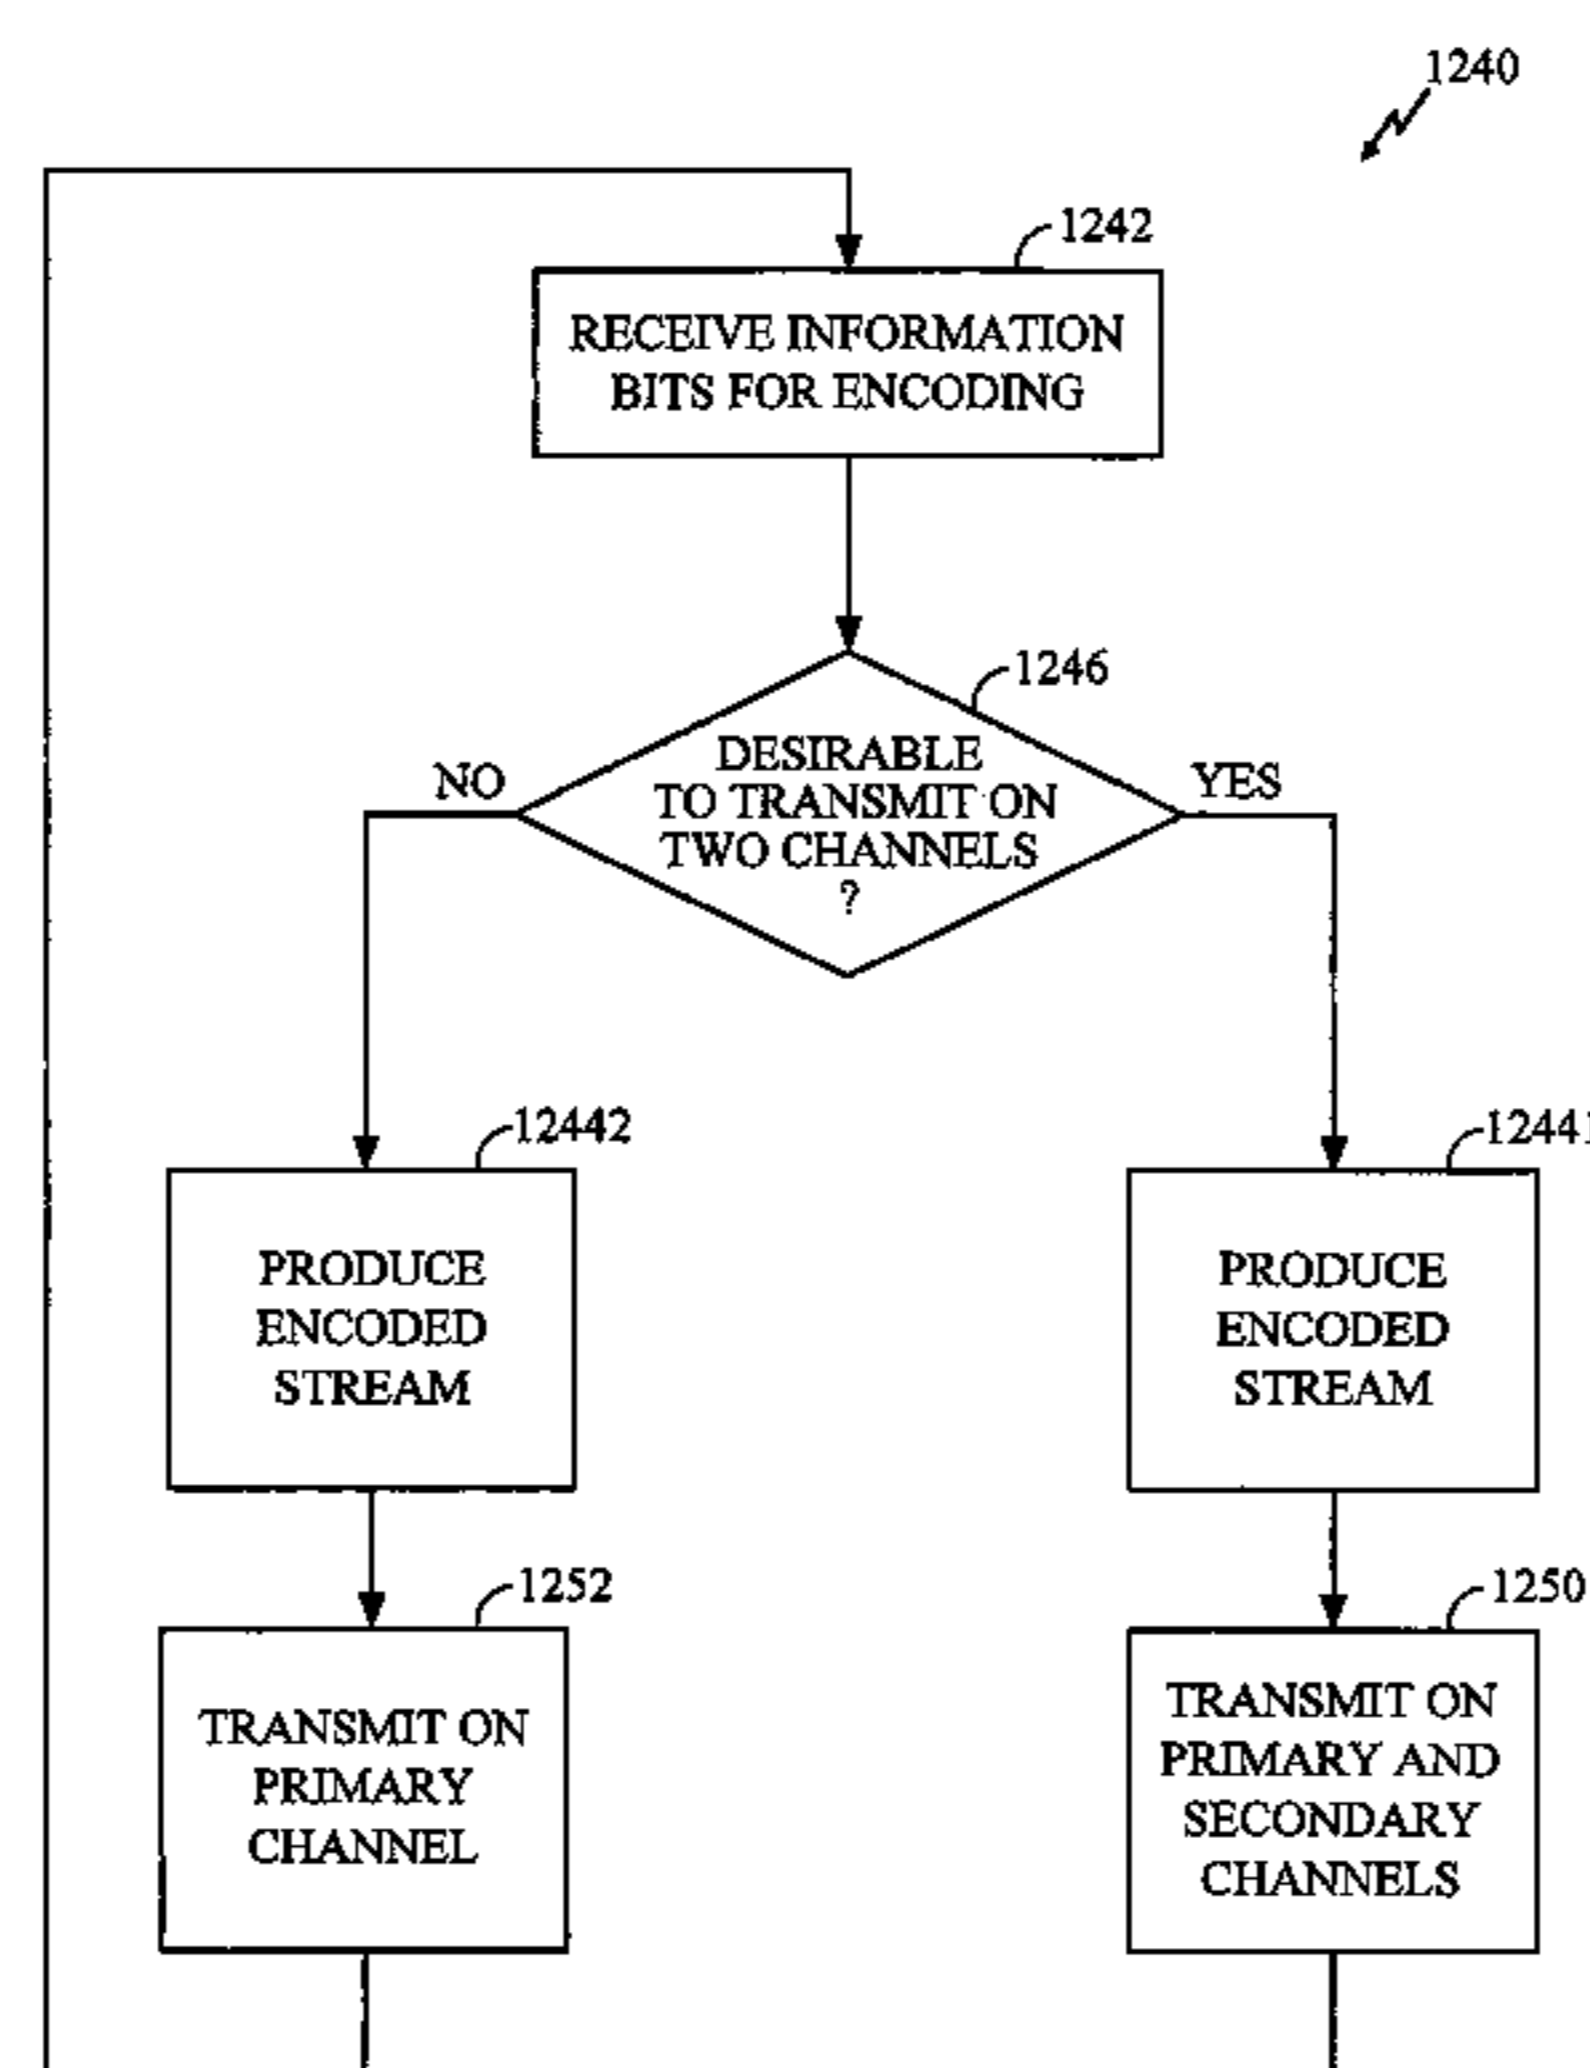 1240
1242
RECEIVE INFORMATION
BITS FOR ENCODING
1246
DESIRABLE
TO TRANSMIT ON
TWO CHANNELS
?
NO
YES
12442
12441
PRODUCE
ENCODED
STREAM
PRODUCE
ENCODED
STREAM
1252
1250
TRANSMIT ON
PRIMARY
CHANNEL
TRANSMIT ON
PRIMARY AND
SECONDARY
CHANNELS